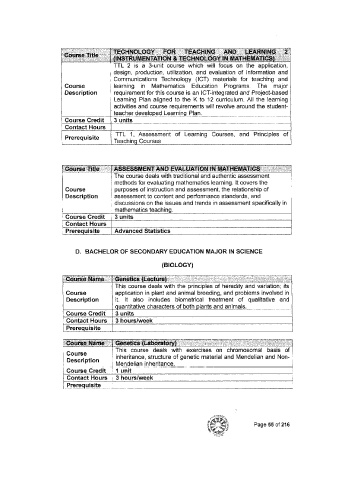 Course Title
TECHNOLOGY FOR TEACHING AND LEARNING 2
(INSTRUMENTATION & TECHNOLOGY IN MATHEMATICS)
Course
Description
TTL 2 is a 3-unit course which will focus on the application,
design, production, utilization, and evaluation of Information and
Communications Technology (ICT) materials for teaching and
learning in Mathematics Education Programs. The major
requirement for this course is an ICT-integrated and Project-based
Learning Plan aligned to the K to 12 curriculum. All the learning
activities and course requirements will revolve around the student-
teacher developed Learning Plan.
Course Credit
3 units
Contact Hours
Prerequisite
TTL 1, Assessment of Learning Courses, and Principles of
Teaching Courses
Course Title
ASSESSMENT AND EVALUATION IN MATHEMATICS
Course
Description
The course deals with traditional and authentic assessment
methods for evaluating mathematics learning. It covers the
purposes of instruction and assessment, the relationship of
assessment to content and performance standards, and
discussions on the issues and trends in assessment specifically in
mathematics teaching.
Course Credit
3 units
Contact Hours
Prerequisite
Advanced Statistics
D. BACHELOR OF SECONDARY EDUCATION MAJOR IN SCIENCE
(BIOLOGY)
Course Name
Genetics (Lecture)
Course
Description
This course deals with the principles of heredity and variation; its
application in plant and animal breeding, and problems involved in
it. It also includes biometrical treatment of qualitative and
quantitative characters of both plants and animals.
Course Credit
3 units
Contact Hours
3 hours/week
Prerequisite
Course Name
Genetics (Laboratory)
Course
Description
This course deals with exercises on chromosomal basis of
inheritance, structure of genetic material and Mendelian and Non-
Mendelian inheritance.
Course Credit
1 unit
Contact Hours
3 hours/week
Prerequisite
Page of 216